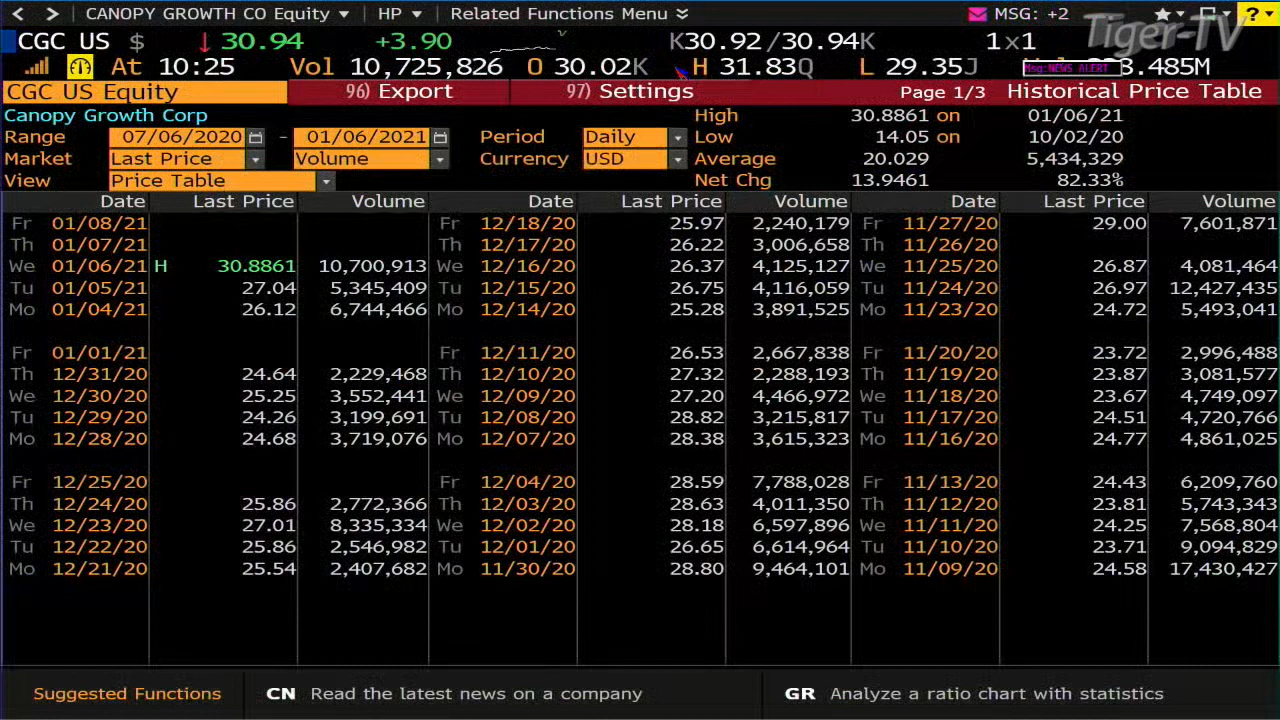 < > CANOPY GROWTH CO Equity HP Related Functions Menu MSG: +2 ?
Tiger-TV
CGC US $ ↓ 30.94 +3.90 K30.92/30.94K 1x1
At 10:25 Vol 10,725,826 O 30.02K H 31.83Q L 29.35J Msg:NEWS ALERT 3.485M
CGC US Equity 96) Export 97) Settings Page 1/3 Historical Price Table
Canopy Growth Corp High 30.8861 on 01/06/21
Range 07/06/2020 - 01/06/2021 Period Daily Low 14.05 on 10/02/20
Market Last Price Volume Currency USD Average 20.029 5,434,329
View Price Table Net Chg 13.9461 82.33%
Date Last Price Volume Date Last Price Volume Date Last Price Volume
Fr 01/08/21 Fr 12/18/20 25.97 2,240,179 Fr 11/27/20 29.00 7,601,871
Th 01/07/21 Th 12/17/20 26.22 3,006,658 Th 11/26/20
We 01/06/21 H 30.8861 10,700,913 We 12/16/20 26.37 4,125,127 We 11/25/20 26.87 4,081,464
Tu 01/05/21 27.04 5,345,409 Tu 12/15/20 26.75 4,116,059 Tu 11/24/20 26.97 12,427,435
Mo 01/04/21 26.12 6,744,466 Mo 12/14/20 25.28 3,891,525 Mo 11/23/20 24.72 5,493,041
Fr 01/01/21 Fr 12/11/20 26.53 2,667,838 Fr 11/20/20 23.72 2,996,488
Th 12/31/20 24.64 2,229,468 Th 12/10/20 27.32 2,288,193 Th 11/19/20 23.87 3,081,577
We 12/30/20 25.25 3,552,441 We 12/09/20 27.20 4,466,972 We 11/18/20 23.67 4,749,097
Tu 12/29/20 24.26 3,199,691 Tu 12/08/20 28.82 3,215,817 Tu 11/17/20 24.51 4,720,766
Mo 12/28/20 24.68 3,719,076 Mo 12/07/20 28.38 3,615,323 Mo 11/16/20 24.77 4,861,025
Fr 12/25/20 Fr 12/04/20 28.59 7,788,028 Fr 11/13/20 24.43 6,209,760
Th 12/24/20 25.86 2,772,366 Th 12/03/20 28.63 4,011,350 Th 11/12/20 23.81 5,743,343
We 12/23/20 27.01 8,335,334 We 12/02/20 28.18 6,597,896 We 11/11/20 24.25 7,568,804
Tu 12/22/20 25.86 2,546,982 Tu 12/01/20 26.65 6,614,964 Tu 11/10/20 23.71 9,094,829
Mo 12/21/20 25.54 2,407,682 Mo 11/30/20 28.80 9,464,101 Mo 11/09/20 24.58 17,430,427
Suggested Functions CN Read the latest news on a company GR Analyze a ratio chart with statistics